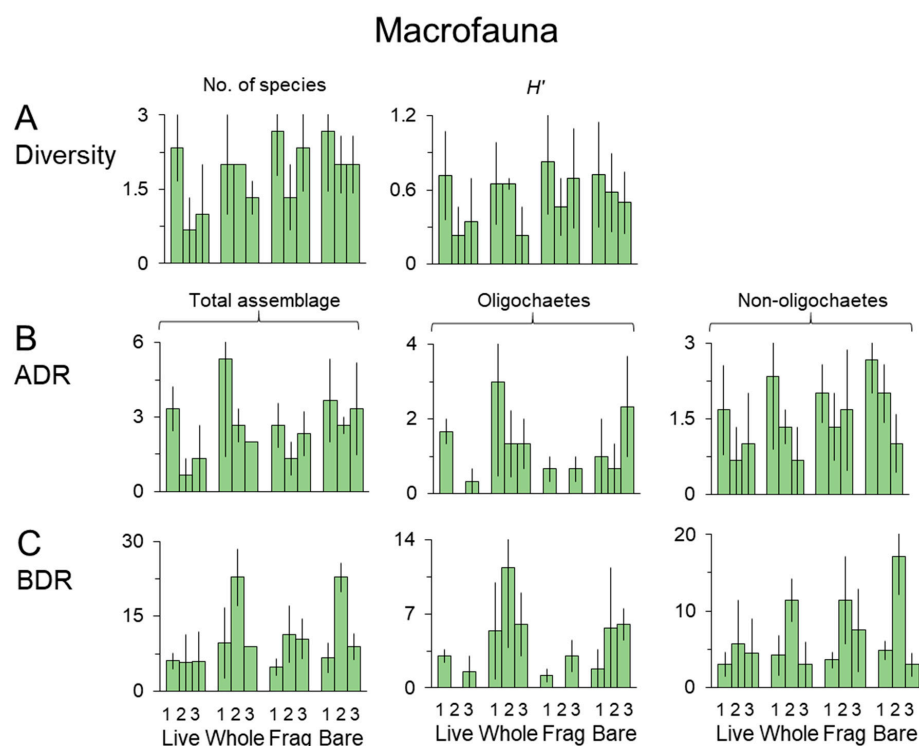 Macrofauna
No. of species
H'
A
Diversity
3
1.5
0
1.2
0.6
0
Total assemblage
Oligochaetes
Non-oligochaetes
B
ADR
6
3
0
4
2
0
3
1.5
0
C
BDR
30
15
0
14
7
0
20
15
10
5
0
1 2 3 1 2 3 1 2 3 1 2 3
Live Whole Frag Bare
1 2 3 1 2 3 1 2 3 1 2 3
Live Whole Frag Bare
1 2 3 1 2 3 1 2 3 1 2 3
Live Whole Frag Bare